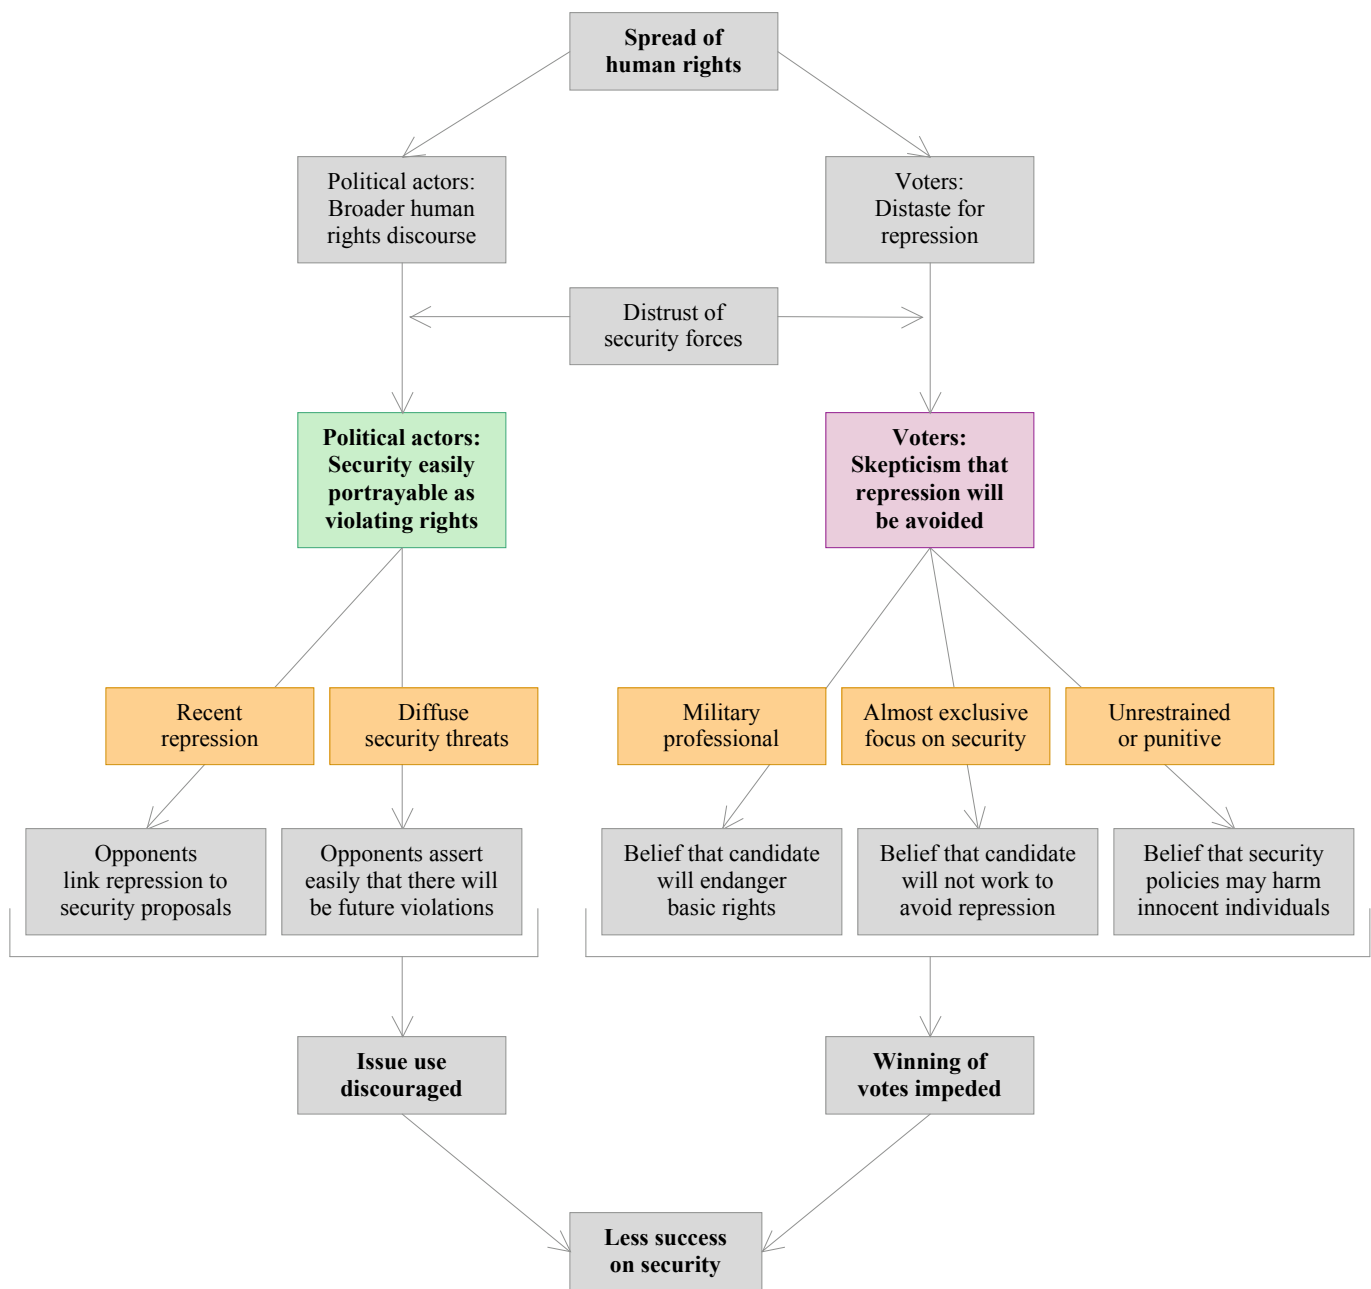 Spread of
human rights
Political actors:
Broader human
rights discourse
Voters:
Distaste for
repression
Distrust of
security forces
Political actors:
Security easily
portrayable as
violating rights
Voters:
Skepticism that
repression will
be avoided
Recent
repression
Diffuse
security threats
Military
professional
Almost exclusive
focus on security
Unrestrained
or punitive
Opponents
link repression to
security proposals
Opponents assert
easily that there will
be future violations
Belief that candidate
will endanger
basic rights
Belief that candidate
will not work to
avoid repression
Belief that security
policies may harm
innocent individuals
Issue use
discouraged
Winning of
votes impeded
Less success
on security